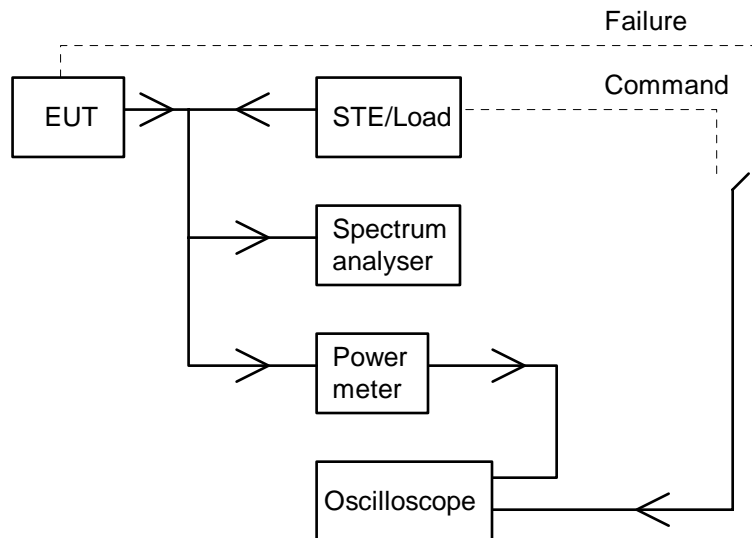 Failure
Command
EUT
STE/Load
Spectrum
analyser
Power
meter
Oscilloscope